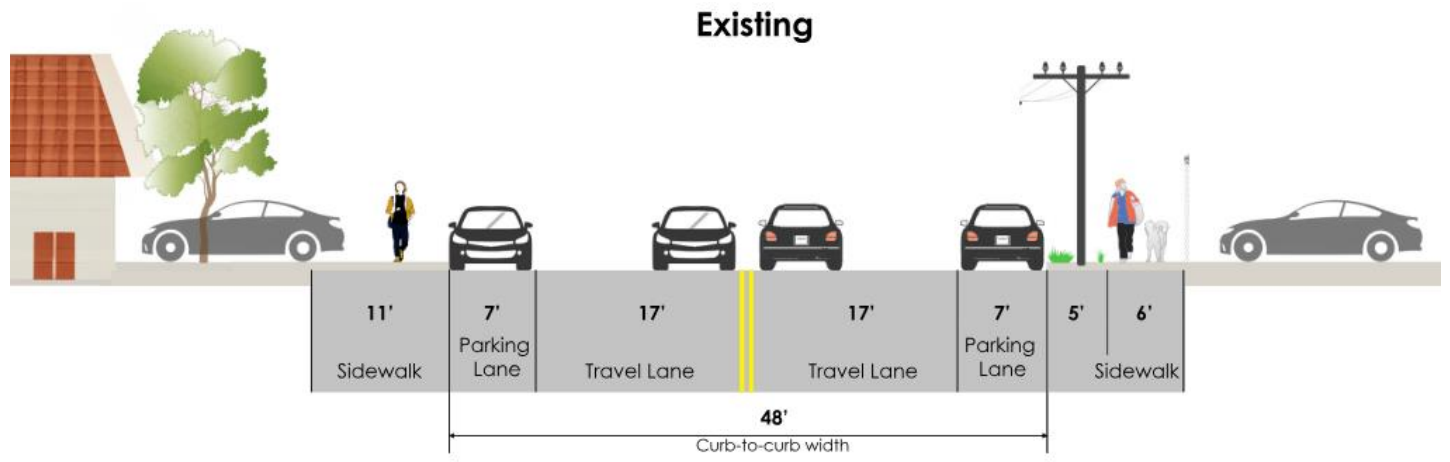 Existing
11’ 7’ 17’ 17’ 7’ 5’ 6’
Sidewalk
Parking
Lane
Travel Lane
Travel Lane
Parking
Lane
Sidewalk
48’
Curb-to-curb width